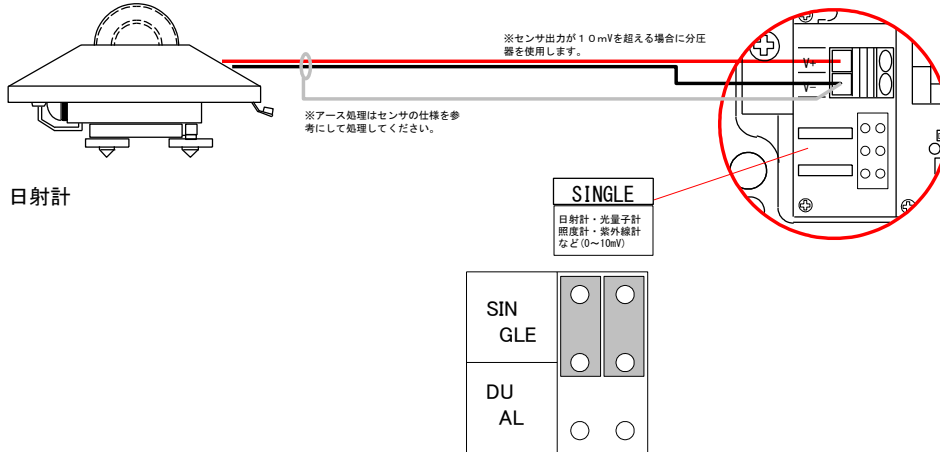 ※センサ出力が１０mVを超える場合に分圧
器を使用します。
V+
V−
※アース処理はセンサの仕様を参
考にして処理してください。
日射計
SINGLE
日射計・光量子計
照度計・紫外線計
など(0～10mV)
SIN
GLE
DU
AL